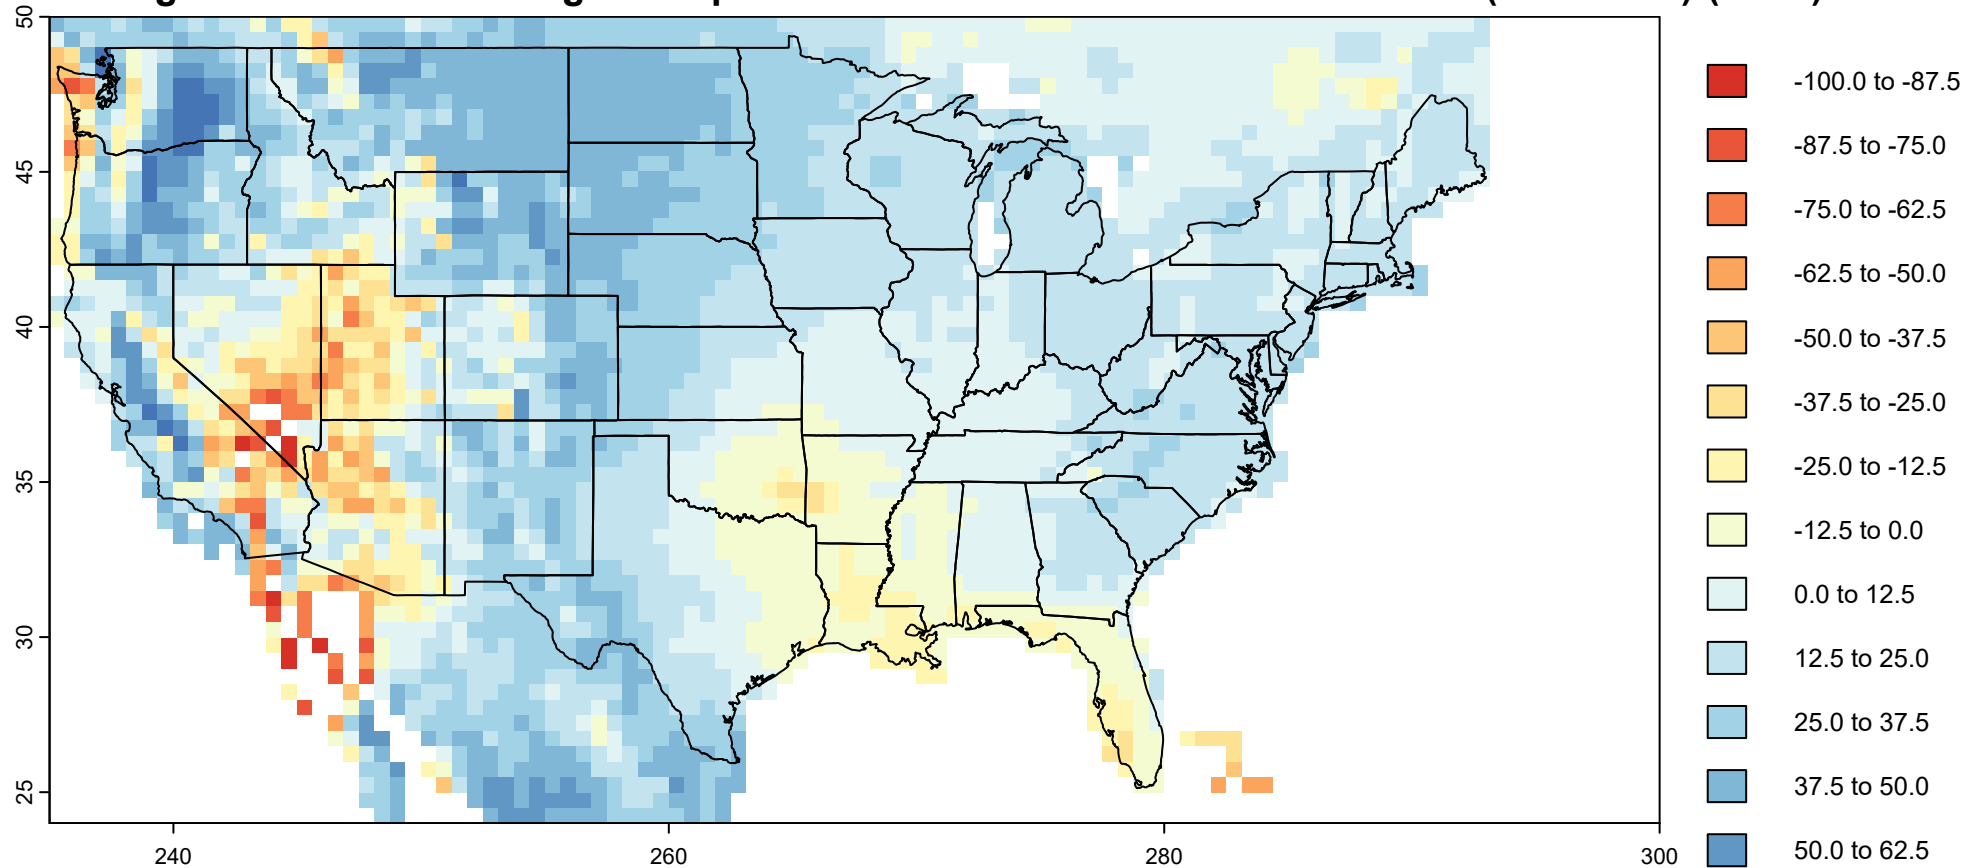 50
45
40
35
30
25
240
260
280
300
-100.0 to -87.5
-87.5 to -75.0
-75.0 to -62.5
-62.5 to -50.0
-50.0 to -37.5
-37.5 to -25.0
-25.0 to -12.5
-12.5 to 0.0
0.0 to 12.5
12.5 to 25.0
25.0 to 37.5
37.5 to 50.0
50.0 to 62.5